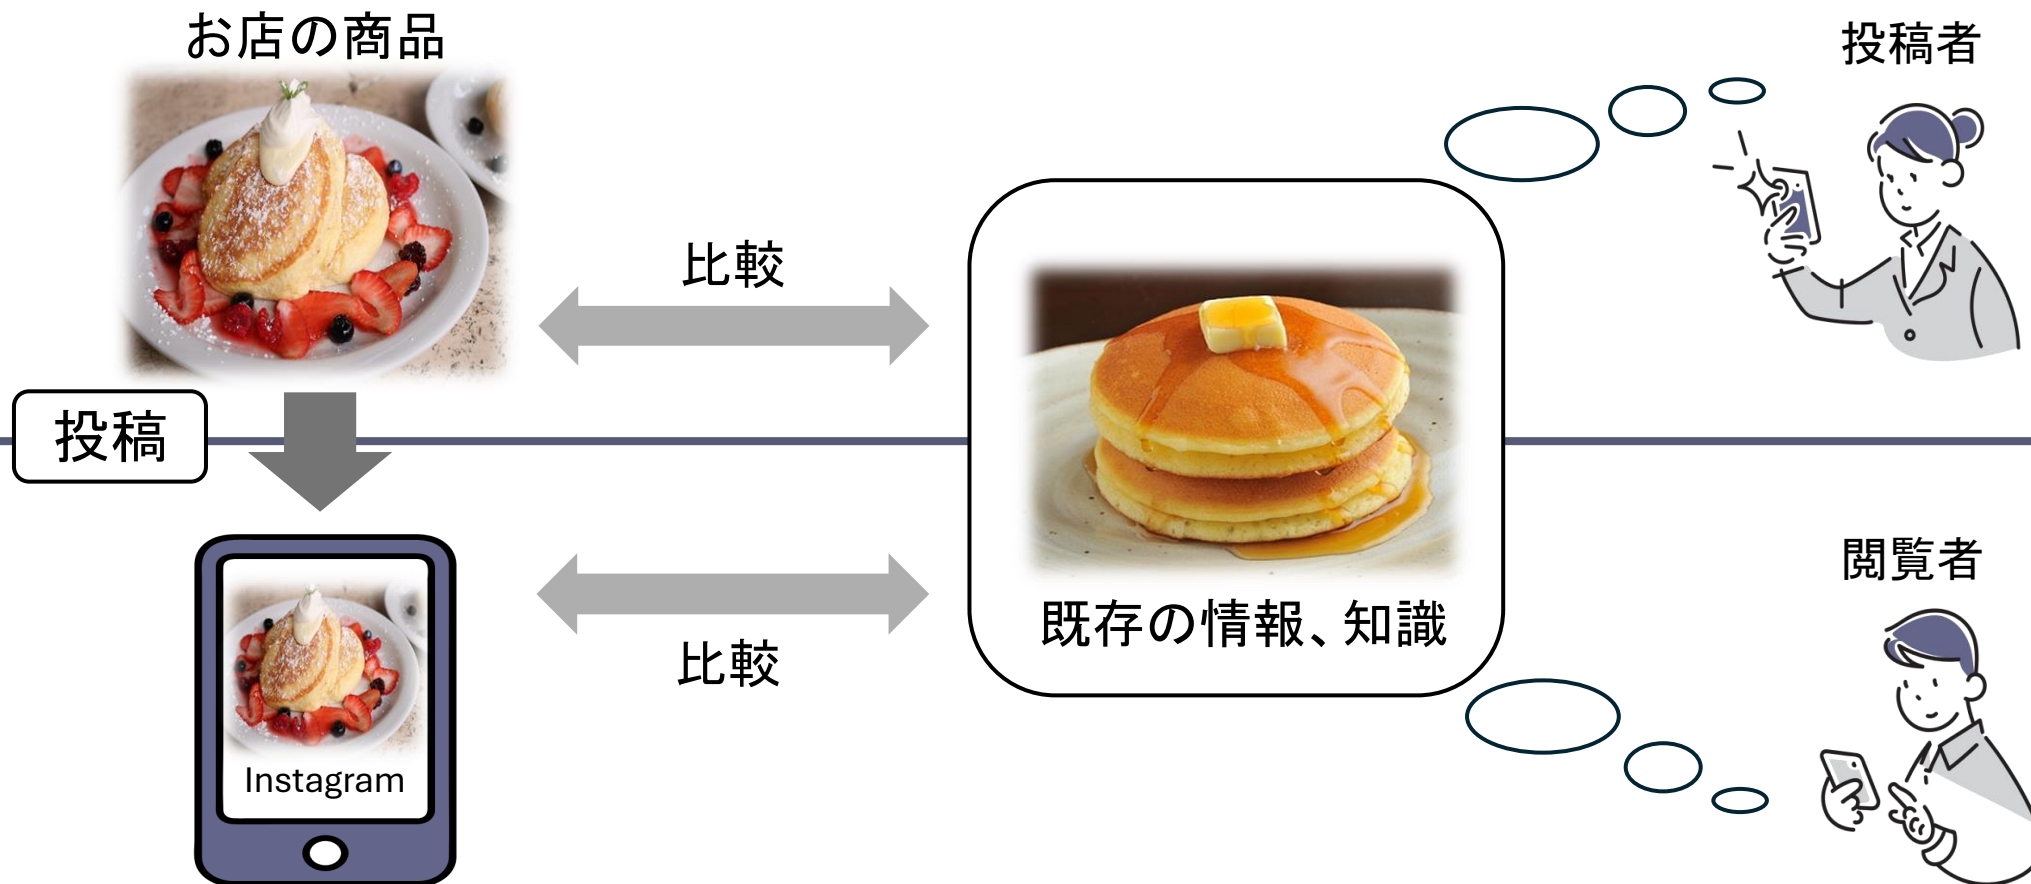 お店の商品
投稿者
比較
投稿
既存の情報、知識
閲覧者
比較
Instagram